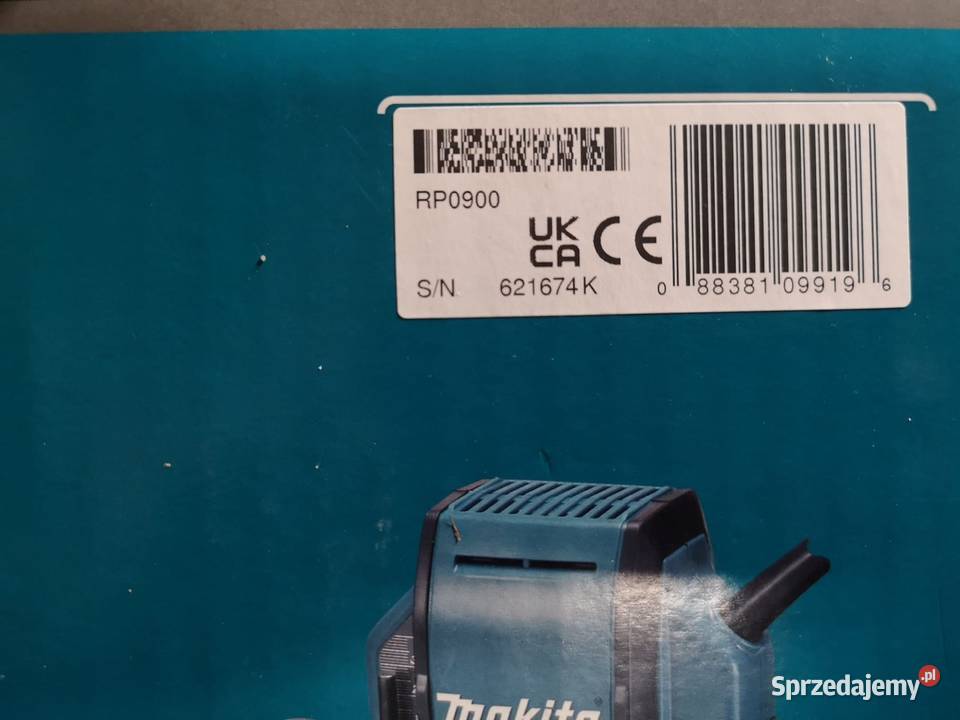 RP0900
UK
CA CE
S/N 621674K
0 88381 09919 6
makita
Sprzedajemy.pl